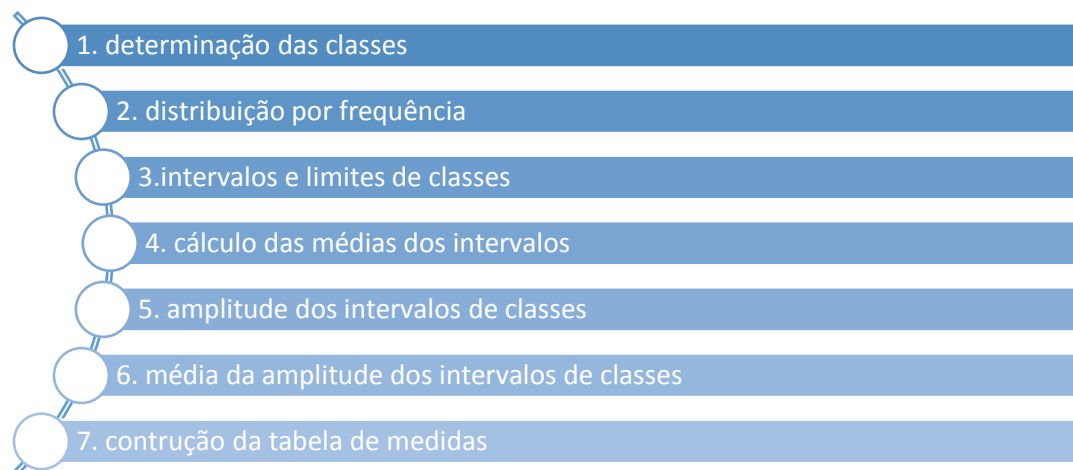 1. determinação das classes
2. distribuição por frequência
3.intervalos e limites de classes
4. cálculo das médias dos intervalos
5. amplitude dos intervalos de classes
6. média da amplitude dos intervalos de classes
7. contrução da tabela de medidas